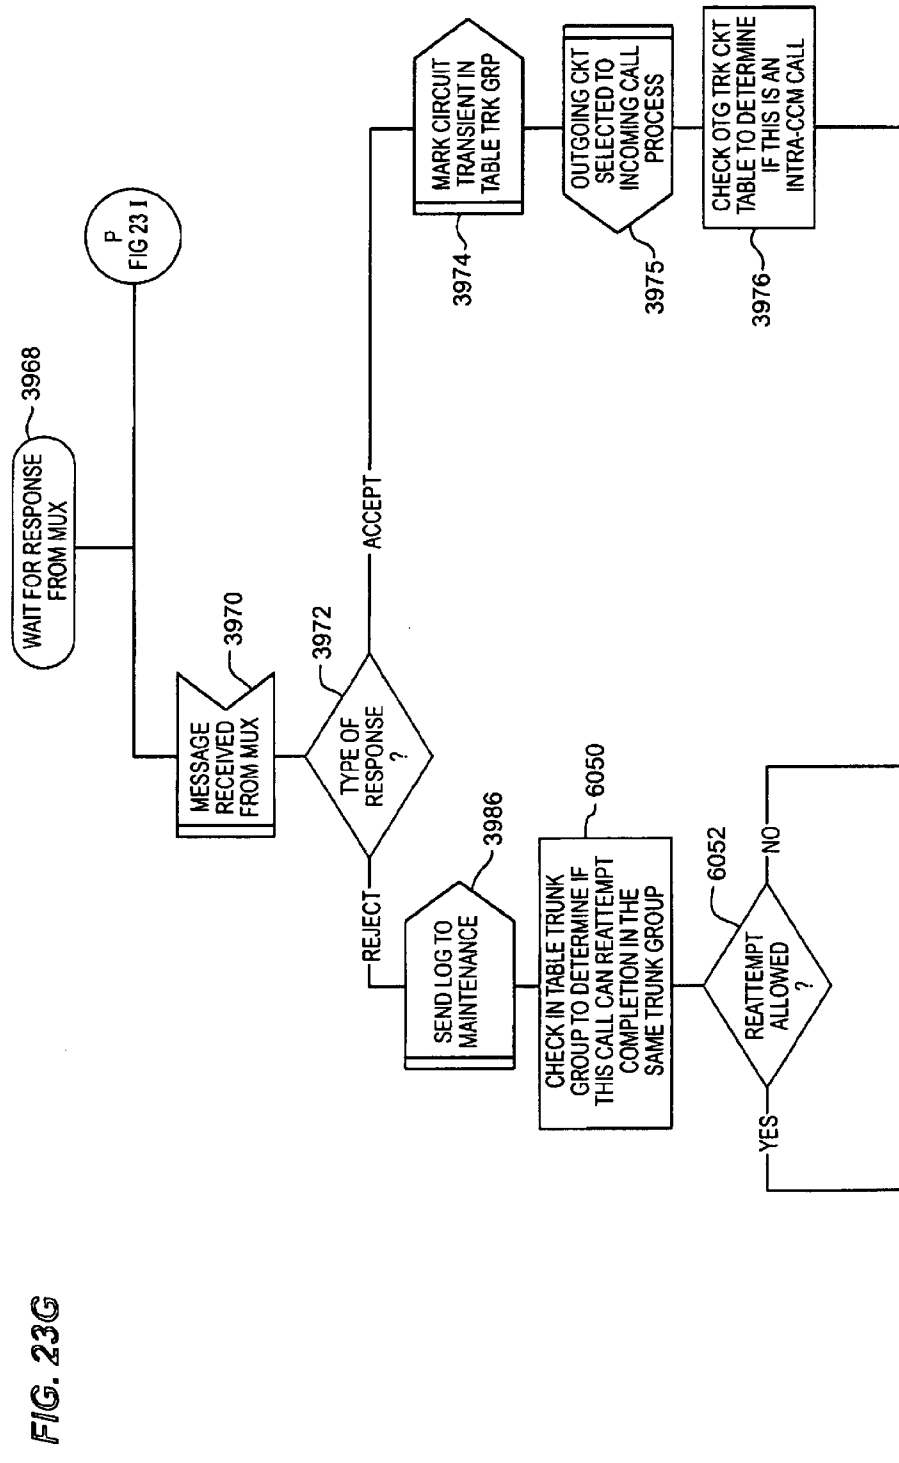 FIG. 23G
WAIT FOR RESPONSE
FROM MUX
3968
P
FIG 23 I
MESSAGE
RECEIVED
FROM MUX
3970
TYPE OF
RESPONSE
?
3972
REJECT
ACCEPT
SEND LOG TO
MAINTENANCE
3986
CHECK IN TABLE TRUNK
GROUP TO DETERMINE IF
THIS CALL CAN REATTEMPT
COMPLETION IN THE
SAME TRUNK GROUP
6050
REATTEMPT
ALLOWED
?
6052
YES
NO
MARK CIRCUIT
TRANSIENT IN
TABLE TRK GRP
3974
OUTGOING CKT
SELECTED TO
INCOMING CALL
PROCESS
3975
CHECK OTG TRK CKT
TABLE TO DETERMINE
IF THIS IS AN
INTRA-CCM CALL
3976